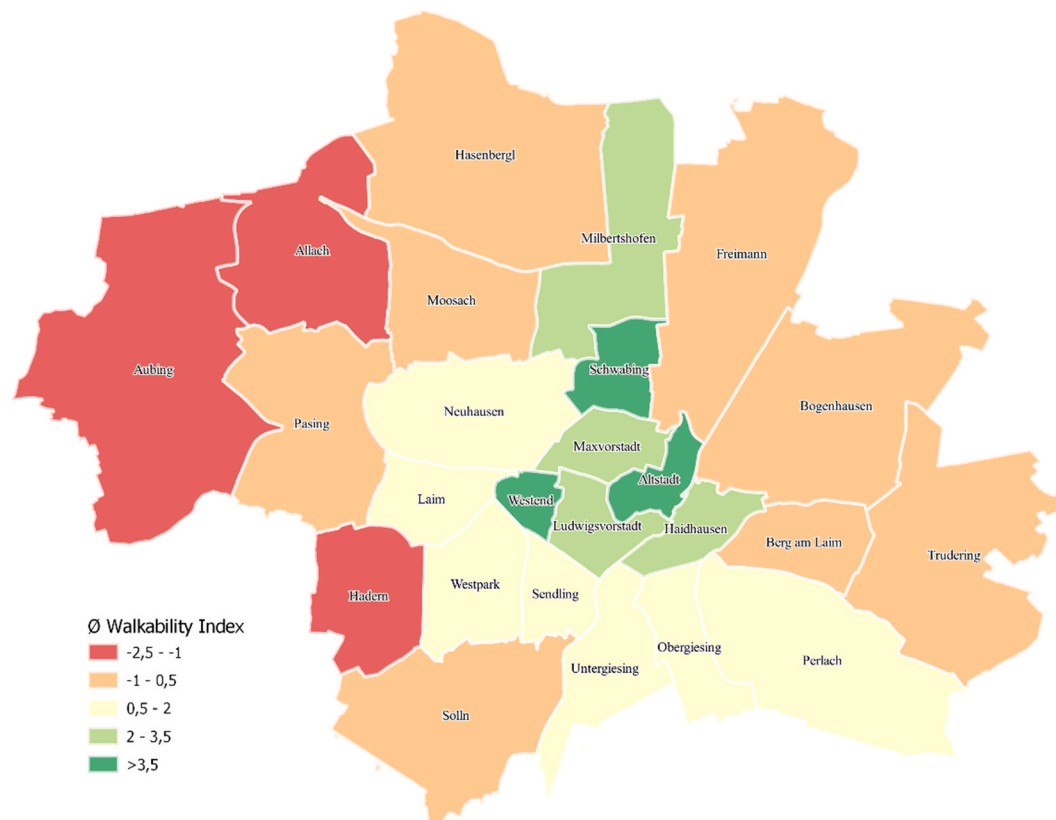 Hasenbergl
Milbertshofen
Allach
Freimann
Moosach
Aubing
Schwabing
Neuhausen
Bogenhausen
Pasing
Maxvorstadt
Altstadt
Laim
Westend
Ludwigsvorstadt
Haidhausen
Berg am Laim
Trudering
Hadern
Westpark
Sendling
Untergiesing
Obergiesing
Perlach
Solln
Ø Walkability Index
-2,5 - -1
-1 - 0,5
0,5 - 2
2 - 3,5
>3,5